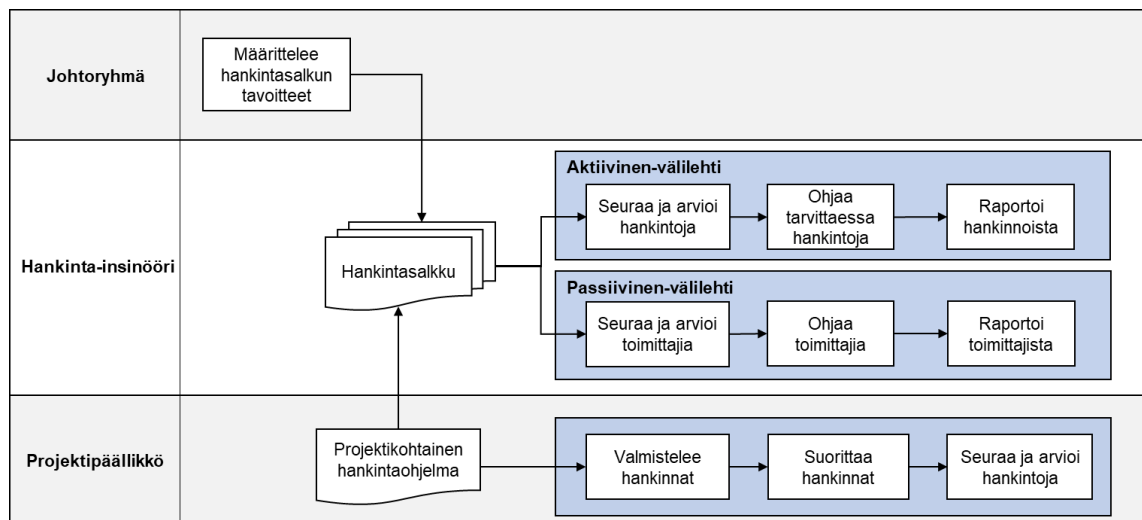 Johtoryhmä
Määrittelee
hankintasalkun
tavoitteet
Hankinta-insinööri
Hankintasalkku
Aktiivinen-välilehti
Seuraa ja arvioi
hankintoja
Ohjaa
tarvittaessa
hankintoja
Raportoi
hankinnoista
Passiivinen-välilehti
Seuraa ja arvioi
toimittajia
Ohjaa
toimittajia
Raportoi
toimittajista
Projektipäällikkö
Projektikohtainen
hankintaohjelma
Valmistelee
hankinnat
Suorittaa
hankinnat
Seuraa ja arvioi
hankintoja